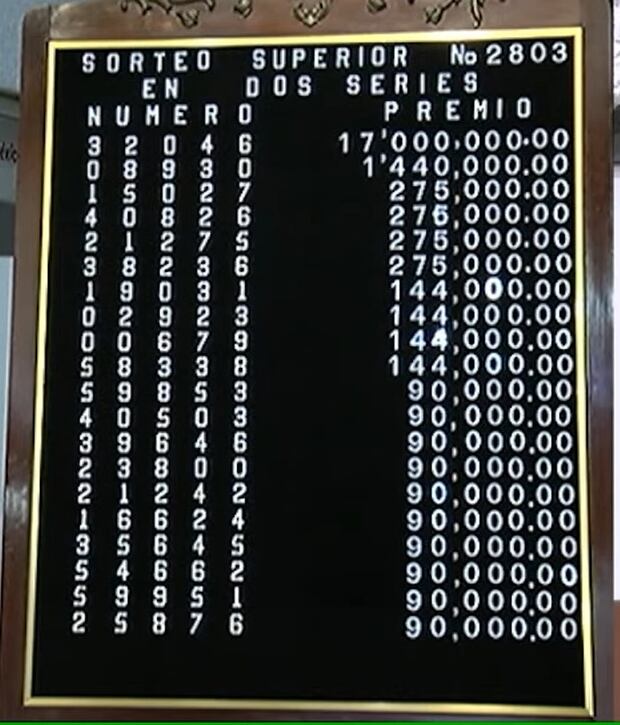 SORTEO SUPERIOR No 2803
EN DOS SERIES
NUMERO PREMIO
3 2 0 4 6 17'000,000.00
0 8 9 3 0 1'440,000.00
1 5 0 2 7 275,000.00
4 0 8 2 6 275,000.00
2 1 2 7 5 275,000.00
3 8 2 3 6 275,000.00
1 9 0 3 1 144,000.00
0 2 9 2 3 144,000.00
0 0 6 7 9 144,000.00
5 8 3 3 8 144,000.00
5 9 8 5 3 90,000.00
4 0 5 0 3 90,000.00
3 9 6 4 6 90,000.00
2 3 8 0 0 90,000.00
2 1 2 4 2 90,000.00
1 6 6 2 4 90,000.00
3 5 6 4 5 90,000.00
5 4 6 6 2 90,000.00
5 9 9 5 1 90,000.00
2 5 8 7 6 90,000.00